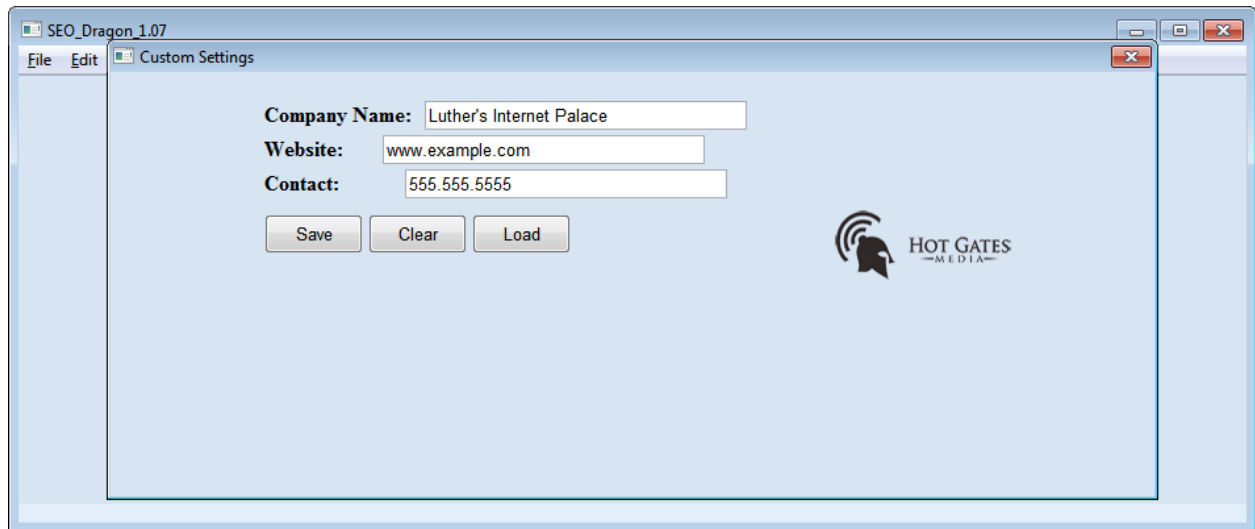 SEO_Dragon_1.07
File Edit
Custom Settings
Company Name: Luther's Internet Palace
Website: www.example.com
Contact: 555.555.5555
Save Clear Load
HOT GATES
MEDIA